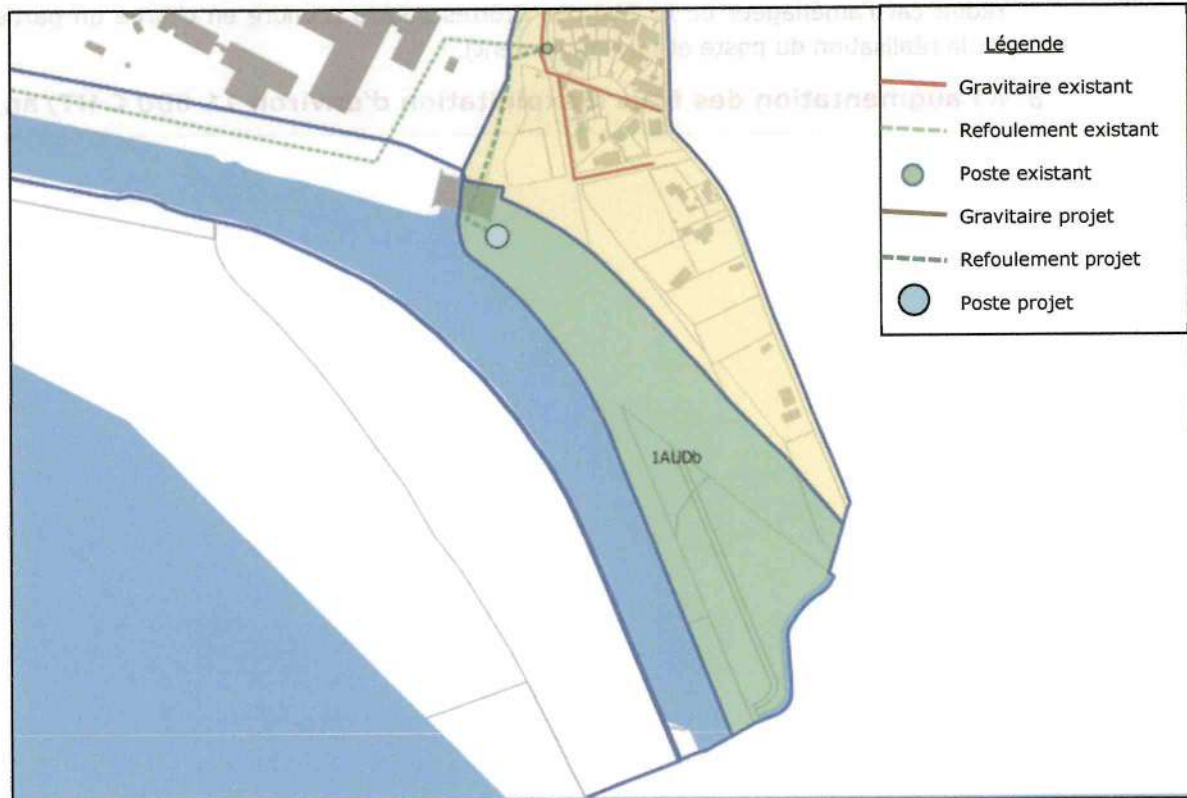 Légende
Gravitaire existant
Refoulement existant
Poste existant
Gravitaire projet
Refoulement projet
Poste projet
1AUDb